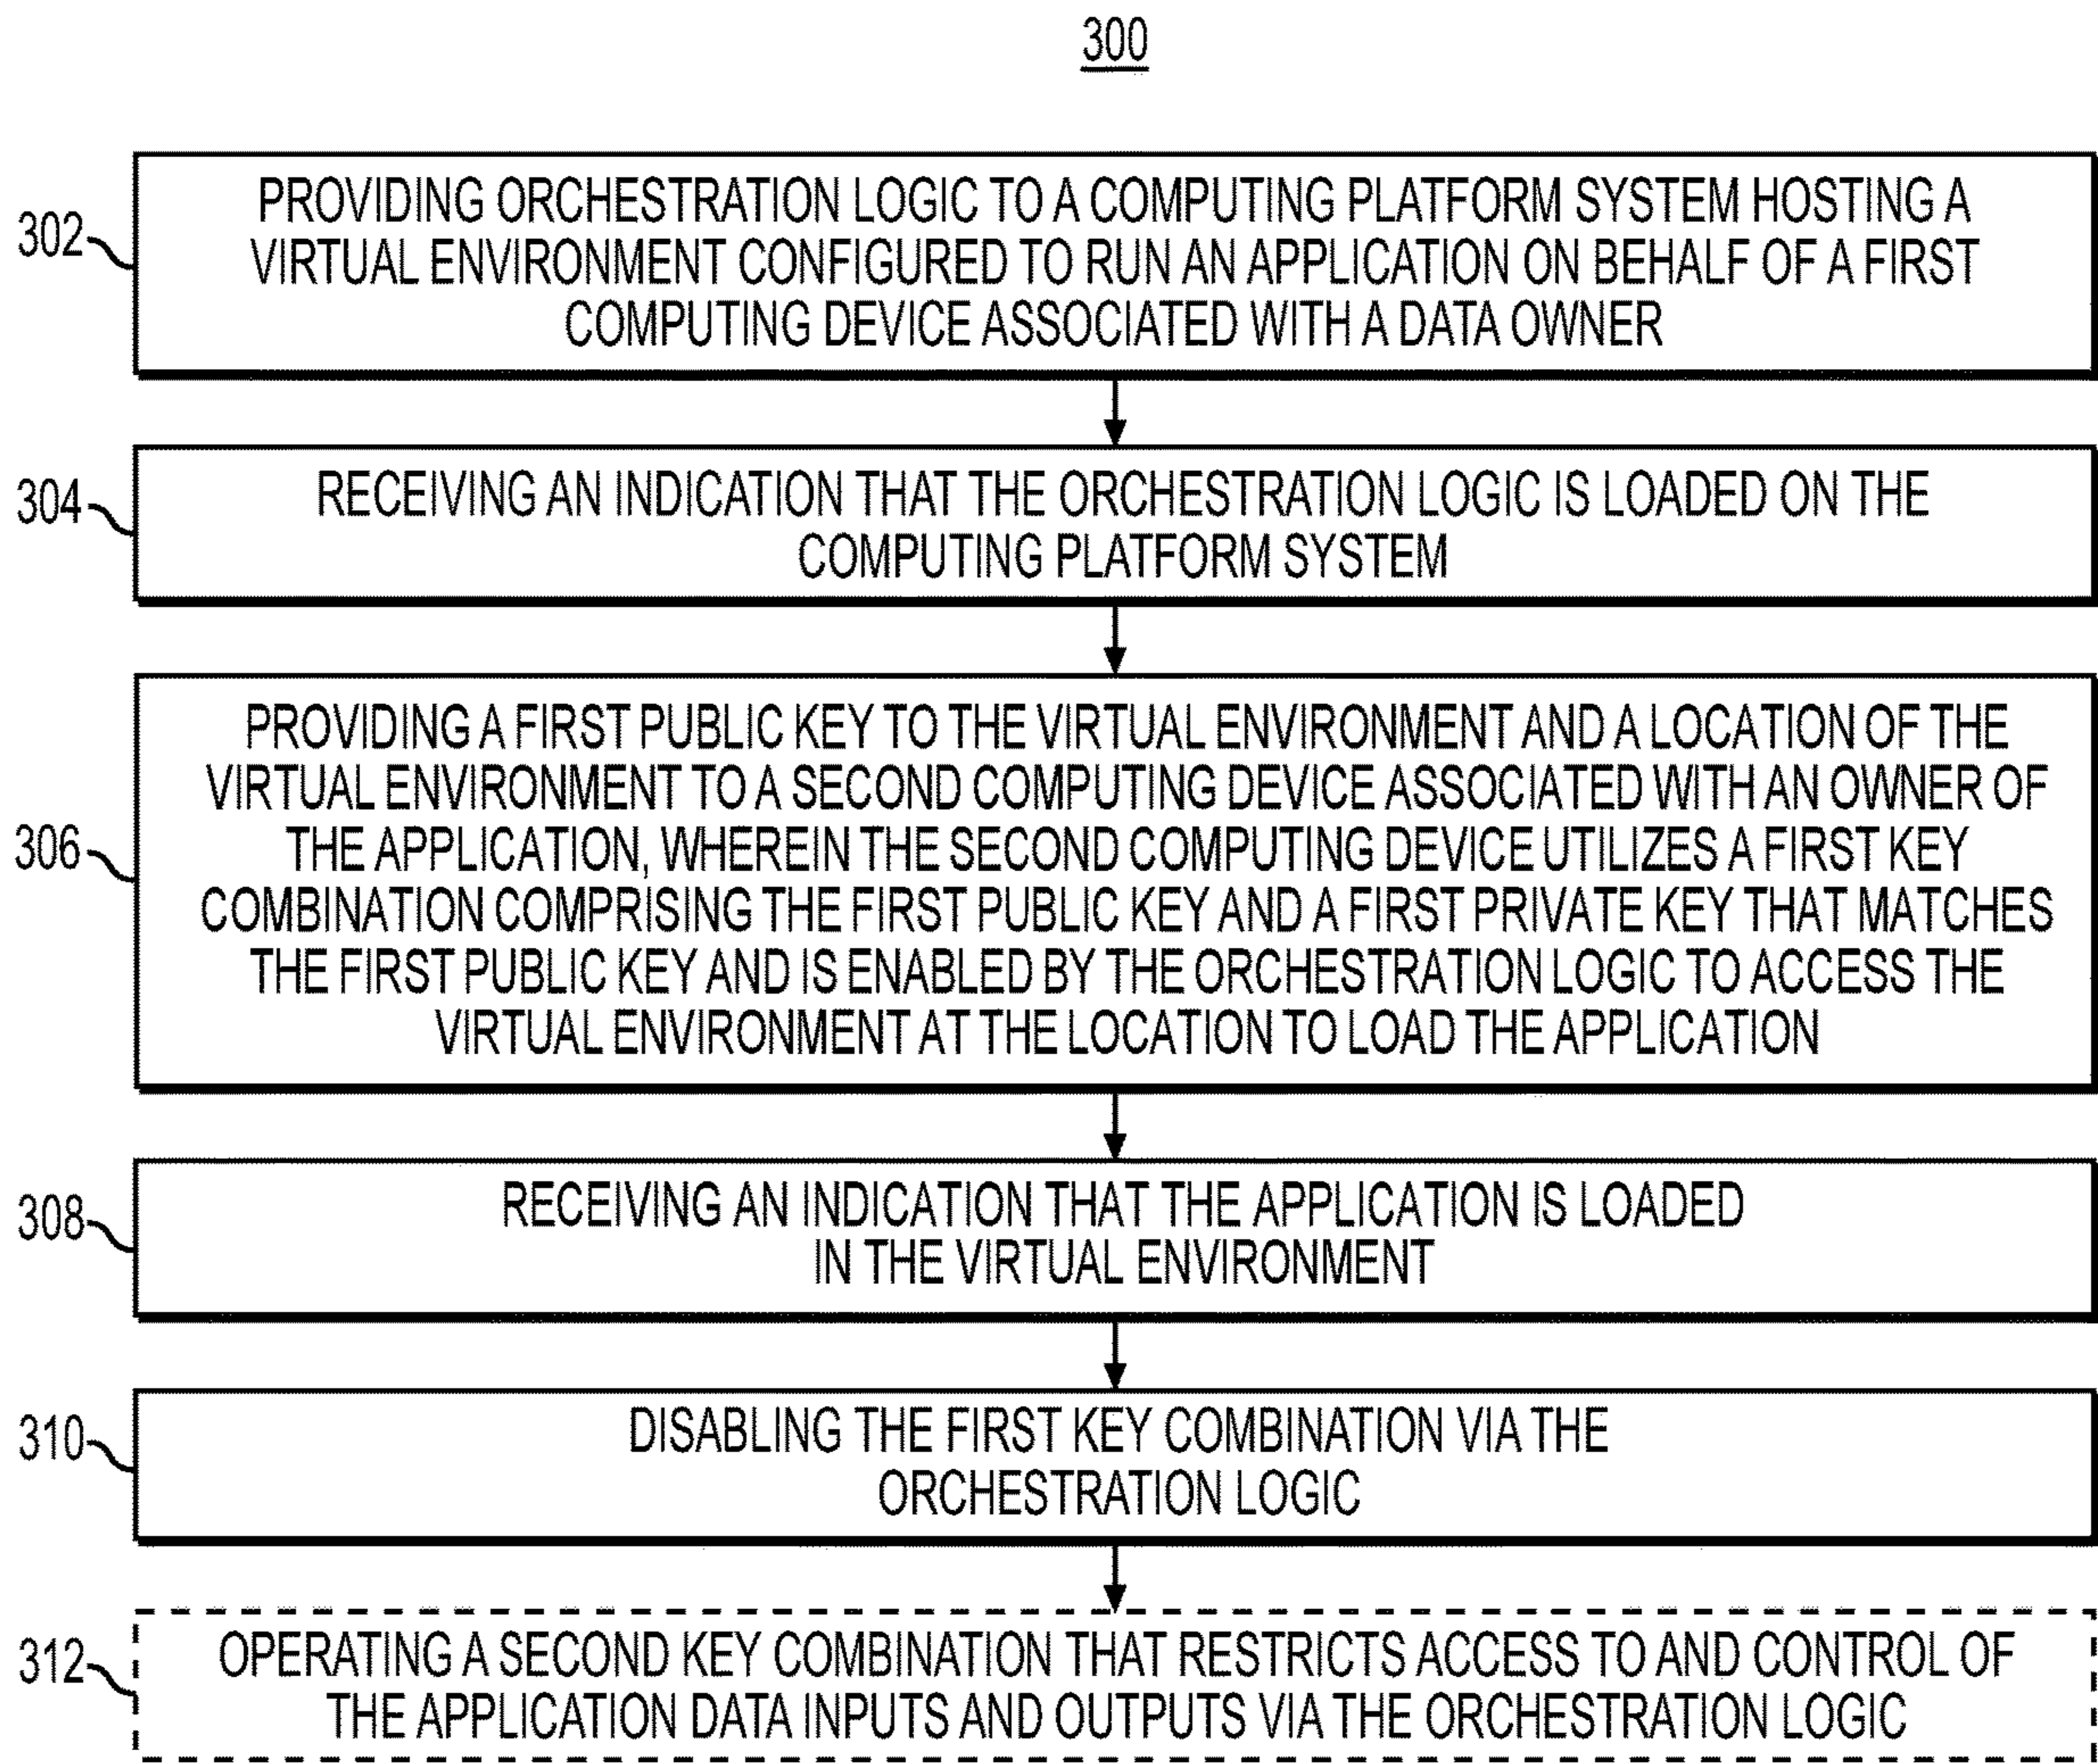 300
302
PROVIDING ORCHESTRATION LOGIC TO A COMPUTING PLATFORM SYSTEM HOSTING A
VIRTUAL ENVIRONMENT CONFIGURED TO RUN AN APPLICATION ON BEHALF OF A FIRST
COMPUTING DEVICE ASSOCIATED WITH A DATA OWNER
304
RECEIVING AN INDICATION THAT THE ORCHESTRATION LOGIC IS LOADED ON THE
COMPUTING PLATFORM SYSTEM
306
PROVIDING A FIRST PUBLIC KEY TO THE VIRTUAL ENVIRONMENT AND A LOCATION OF THE
VIRTUAL ENVIRONMENT TO A SECOND COMPUTING DEVICE ASSOCIATED WITH AN OWNER OF
THE APPLICATION, WHEREIN THE SECOND COMPUTING DEVICE UTILIZES A FIRST KEY
COMBINATION COMPRISING THE FIRST PUBLIC KEY AND A FIRST PRIVATE KEY THAT MATCHES
THE FIRST PUBLIC KEY AND IS ENABLED BY THE ORCHESTRATION LOGIC TO ACCESS THE
VIRTUAL ENVIRONMENT AT THE LOCATION TO LOAD THE APPLICATION
308
RECEIVING AN INDICATION THAT THE APPLICATION IS LOADED
IN THE VIRTUAL ENVIRONMENT
310
DISABLING THE FIRST KEY COMBINATION VIA THE
ORCHESTRATION LOGIC
312
OPERATING A SECOND KEY COMBINATION THAT RESTRICTS ACCESS TO AND CONTROL OF
THE APPLICATION DATA INPUTS AND OUTPUTS VIA THE ORCHESTRATION LOGIC